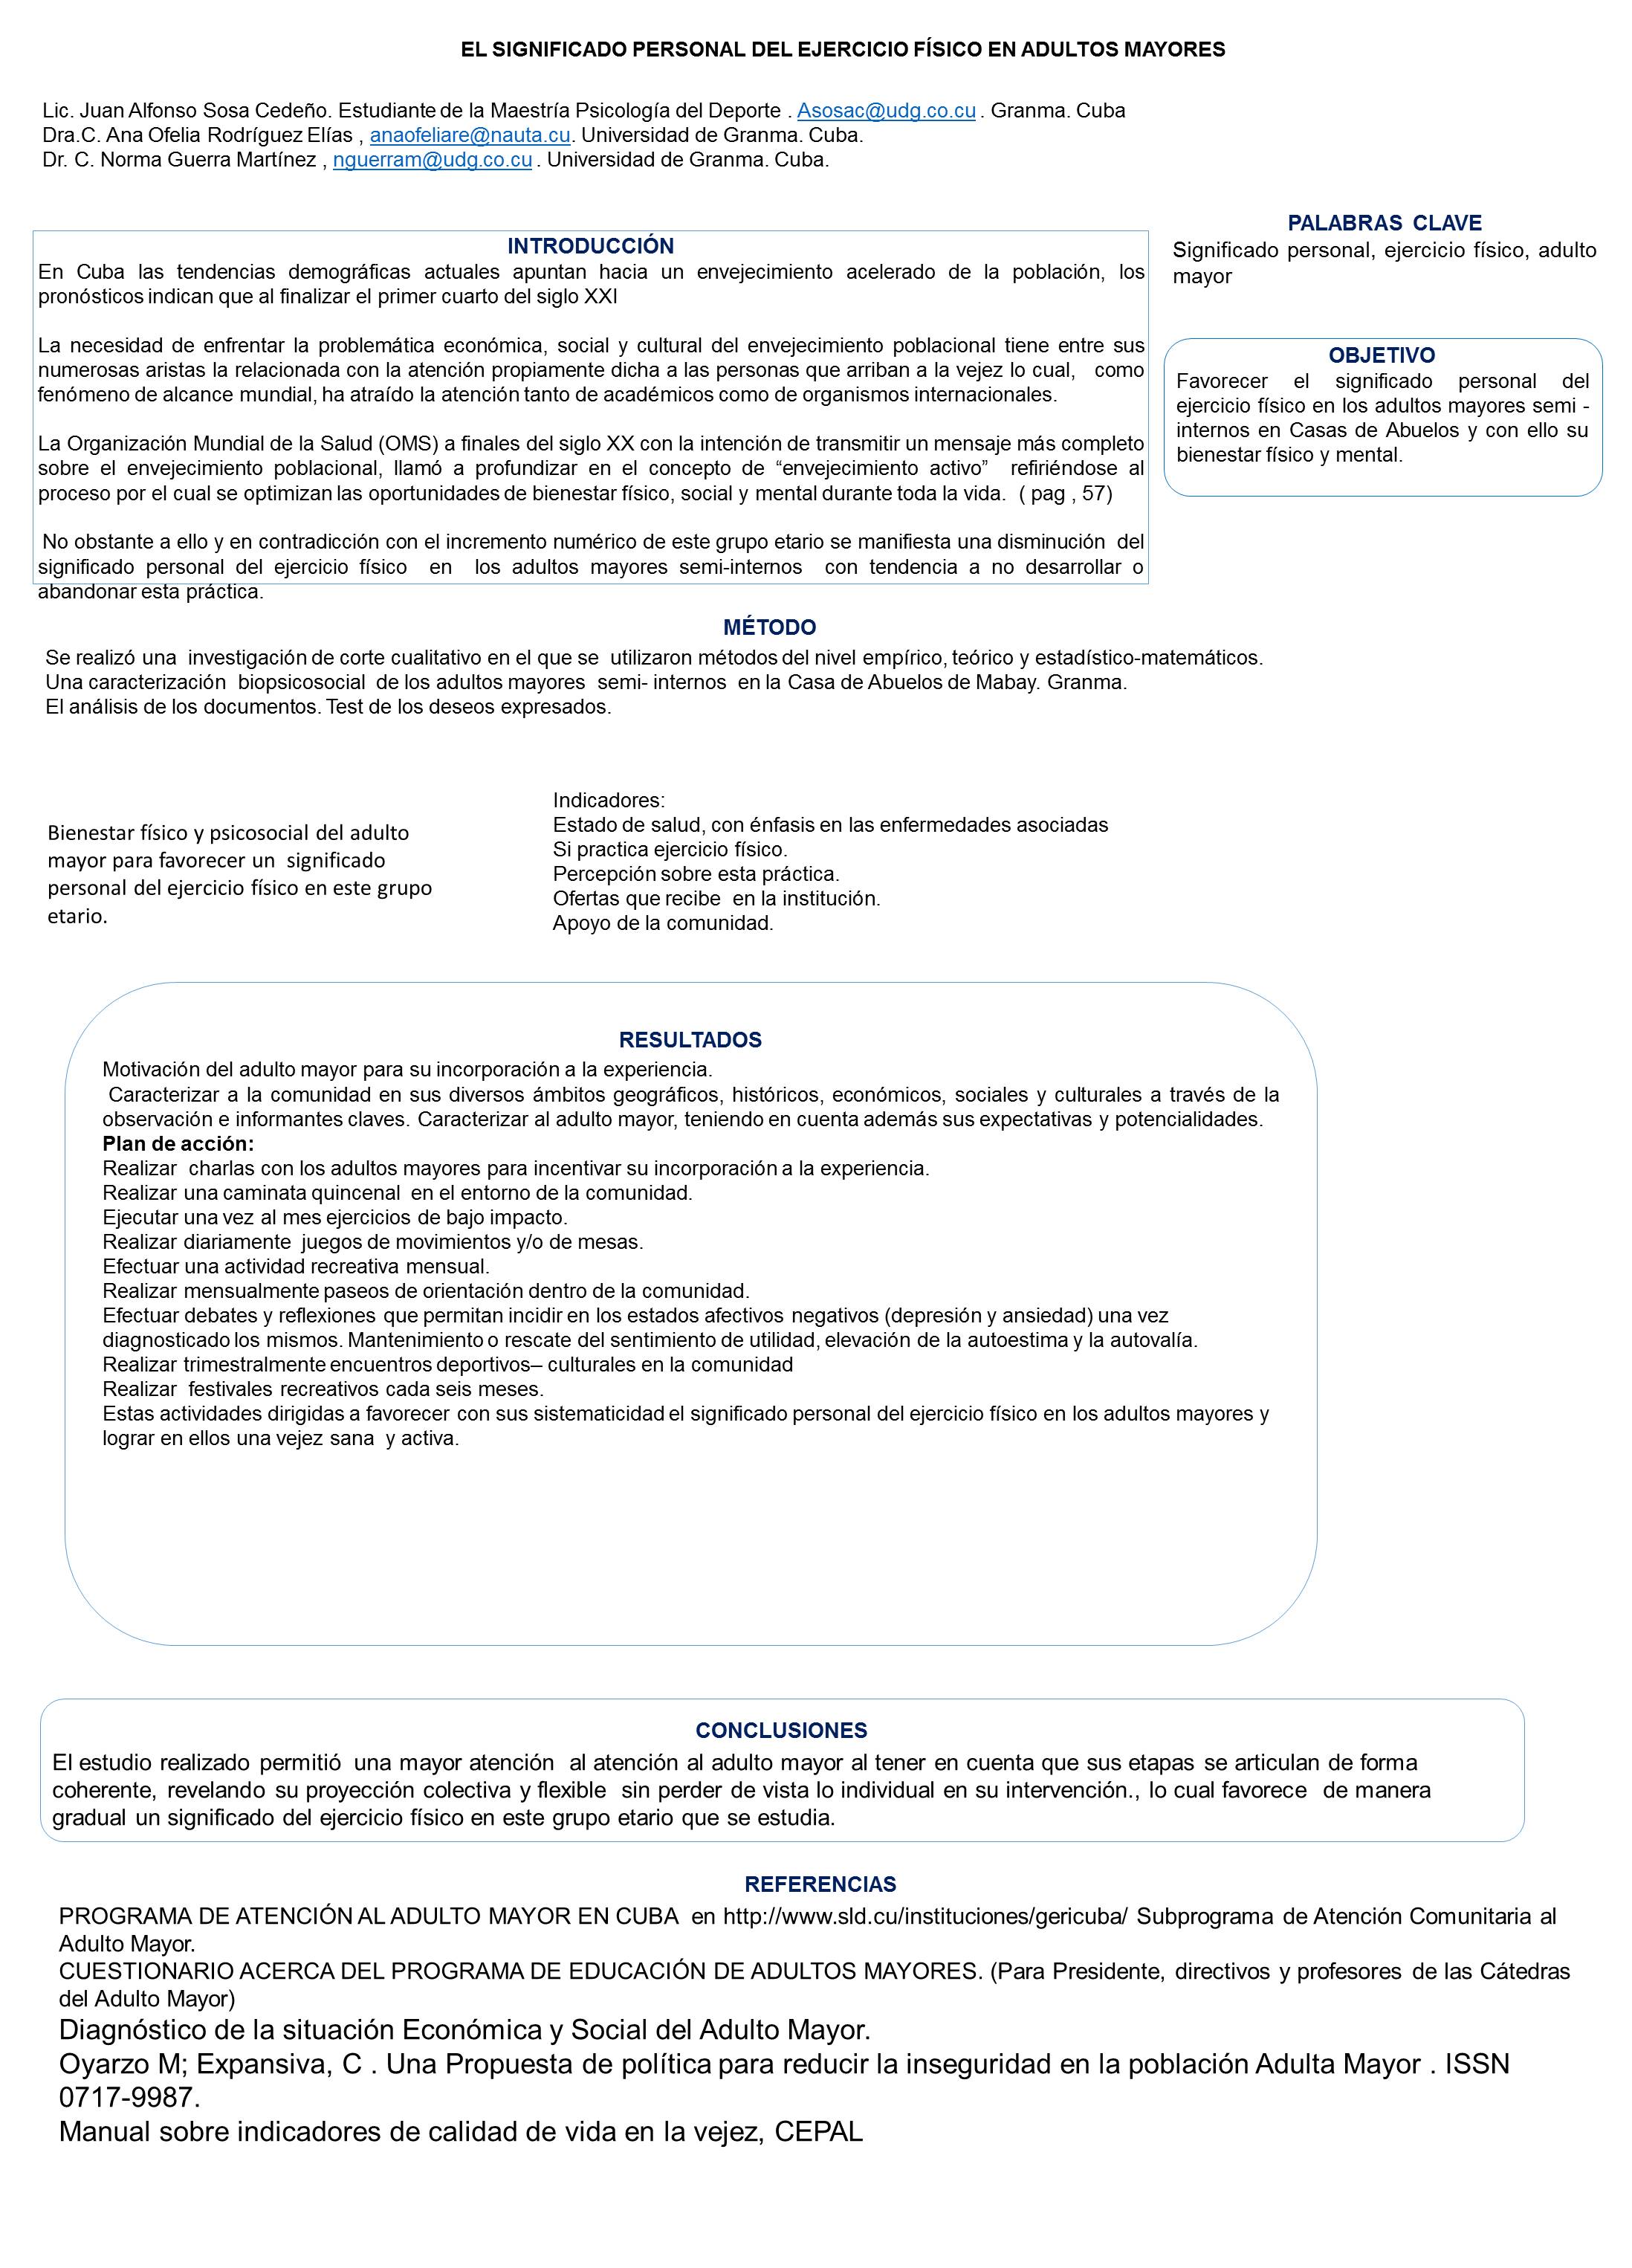 EL SIGNIFICADO PERSONAL DEL EJERCICIO FÍSICO EN ADULTOS MAYORES
Lic. Juan Alfonso Sosa Cedeño. Estudiante de la Maestría Psicología del Deporte . Asosac@udg.co.cu . Granma. Cuba
Dra.C. Ana Ofelia Rodríguez Elías , anaofeliare@nauta.cu. Universidad de Granma. Cuba.
Dr. C. Norma Guerra Martínez , nguerram@udg.co.cu . Universidad de Granma. Cuba.
INTRODUCCIÓN
En Cuba las tendencias demográficas actuales apuntan hacia un envejecimiento acelerado de la población, los
pronósticos indican que al finalizar el primer cuarto del siglo XXI
La necesidad de enfrentar la problemática económica, social y cultural del envejecimiento poblacional tiene entre sus
numerosas aristas la relacionada con la atención propiamente dicha a las personas que arriban a la vejez lo cual, como
fenómeno de alcance mundial, ha atraído la atención tanto de académicos como de organismos internacionales.
La Organización Mundial de la Salud (OMS) a finales del siglo XX con la intención de transmitir un mensaje más completo
sobre el envejecimiento poblacional, llamó a profundizar en el concepto de “envejecimiento activo” refiriéndose al
proceso por el cual se optimizan las oportunidades de bienestar físico, social y mental durante toda la vida. ( pag , 57)
No obstante a ello y en contradicción con el incremento numérico de este grupo etario se manifiesta una disminución del
significado personal del ejercicio físico en los adultos mayores semi-internos con tendencia a no desarrollar o
abandonar esta práctica.
PALABRAS CLAVE
Significado personal, ejercicio físico, adulto
mayor
OBJETIVO
Favorecer el significado personal del
ejercicio físico en los adultos mayores semi -
internos en Casas de Abuelos y con ello su
bienestar físico y mental.
MÉTODO
Se realizó una investigación de corte cualitativo en el que se utilizaron métodos del nivel empírico, teórico y estadístico-matemáticos.
Una caracterización biopsicosocial de los adultos mayores semi- internos en la Casa de Abuelos de Mabay. Granma.
El análisis de los documentos. Test de los deseos expresados.
Bienestar físico y psicosocial del adulto
mayor para favorecer un significado
personal del ejercicio físico en este grupo
etario.
Indicadores:
Estado de salud, con énfasis en las enfermedades asociadas
Si practica ejercicio físico.
Percepción sobre esta práctica.
Ofertas que recibe en la institución.
Apoyo de la comunidad.
RESULTADOS
Motivación del adulto mayor para su incorporación a la experiencia.
Caracterizar a la comunidad en sus diversos ámbitos geográficos, históricos, económicos, sociales y culturales a través de la
observación e informantes claves. Caracterizar al adulto mayor, teniendo en cuenta además sus expectativas y potencialidades.
Plan de acción:
Realizar charlas con los adultos mayores para incentivar su incorporación a la experiencia.
Realizar una caminata quincenal en el entorno de la comunidad.
Ejecutar una vez al mes ejercicios de bajo impacto.
Realizar diariamente juegos de movimientos y/o de mesas.
Efectuar una actividad recreativa mensual.
Realizar mensualmente paseos de orientación dentro de la comunidad.
Efectuar debates y reflexiones que permitan incidir en los estados afectivos negativos (depresión y ansiedad) una vez
diagnosticado los mismos. Mantenimiento o rescate del sentimiento de utilidad, elevación de la autoestima y la autovalía.
Realizar trimestralmente encuentros deportivos– culturales en la comunidad
Realizar festivales recreativos cada seis meses.
Estas actividades dirigidas a favorecer con sus sistematicidad el significado personal del ejercicio físico en los adultos mayores y
lograr en ellos una vejez sana y activa.
CONCLUSIONES
El estudio realizado permitió una mayor atención al atención al adulto mayor al tener en cuenta que sus etapas se articulan de forma
coherente, revelando su proyección colectiva y flexible sin perder de vista lo individual en su intervención., lo cual favorece de manera
gradual un significado del ejercicio físico en este grupo etario que se estudia.
REFERENCIAS
PROGRAMA DE ATENCIÓN AL ADULTO MAYOR EN CUBA en http://www.sld.cu/instituciones/gericuba/ Subprograma de Atención Comunitaria al
Adulto Mayor.
CUESTIONARIO ACERCA DEL PROGRAMA DE EDUCACIÓN DE ADULTOS MAYORES. (Para Presidente, directivos y profesores de las Cátedras
del Adulto Mayor)
Diagnóstico de la situación Económica y Social del Adulto Mayor.
Oyarzo M; Expansiva, C . Una Propuesta de política para reducir la inseguridad en la población Adulta Mayor . ISSN
0717-9987.
Manual sobre indicadores de calidad de vida en la vejez, CEPAL